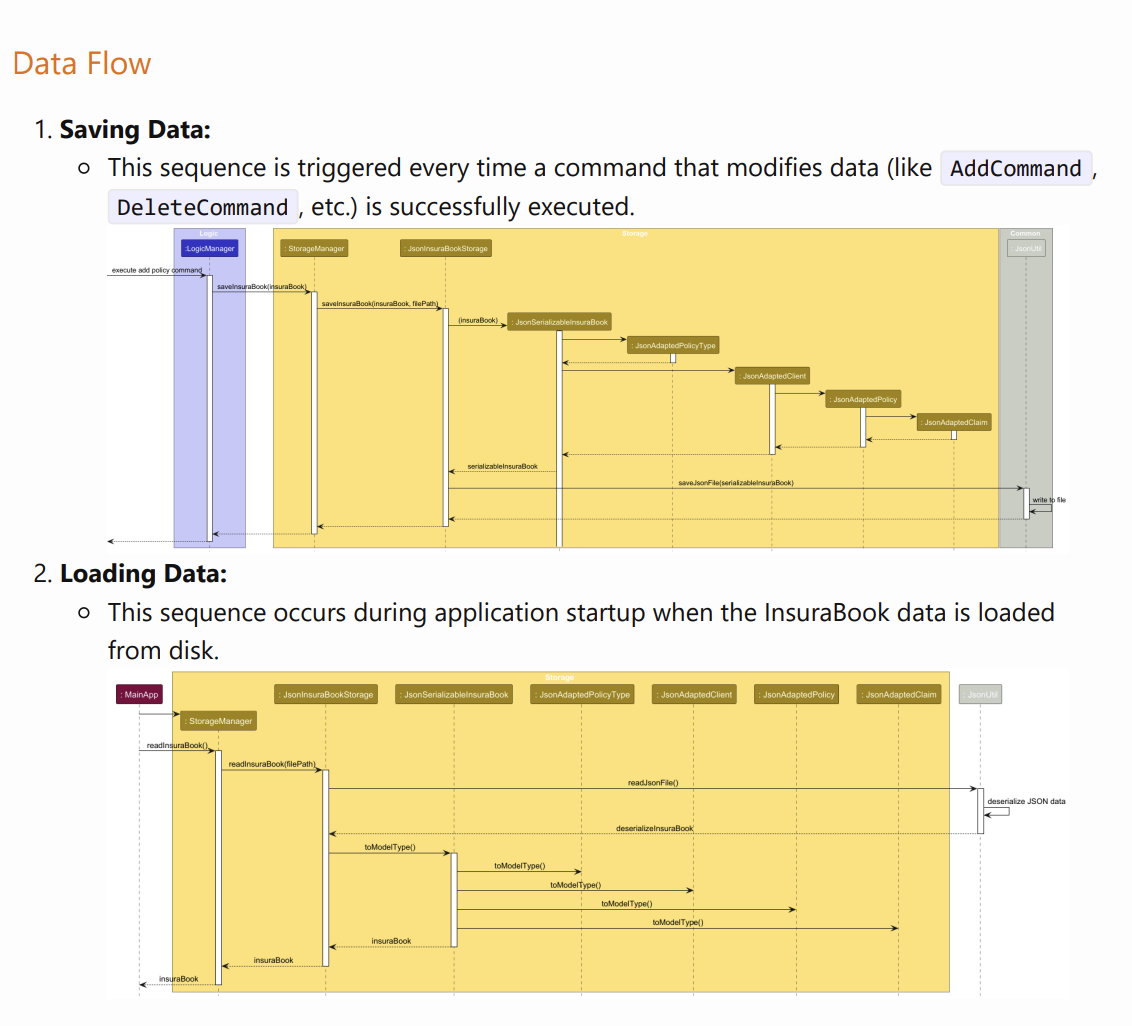 Data Flow
1. Saving Data:
This sequence is triggered every time a command that modifies data (like AddCommand,
DeleteCommand, etc.) is successfully executed.
Logic
Storage
Common
:LogicManager
: StorageManager
: JsonInsuraBookStorage
: JsonUtil
execute add policy command
saveInsuraBook(insuraBook)
saveInsuraBook(insuraBook, filePath)
(insuraBook)
: JsonSerializableInsuraBook
: JsonAdaptedPolicyType
: JsonAdaptedClient
: JsonAdaptedPolicy
: JsonAdaptedClaim
serializableInsuraBook
saveJsonFile(serializableInsuraBook)
write to file
2. Loading Data:
This sequence occurs during application startup when the InsuraBook data is loaded
from disk.
Storage
: MainApp
: JsonInsuraBookStorage
: JsonSerializableInsuraBook
: JsonAdaptedPolicyType
: JsonAdaptedClient
: JsonAdaptedPolicy
: JsonAdaptedClaim
: JsonUtil
: StorageManager
readInsuraBook()
readInsuraBook(filePath)
readJsonFile()
deserialize JSON data
deserializeInsuraBook
toModelType()
toModelType()
toModelType()
toModelType()
toModelType()
insuraBook
insuraBook
insuraBook